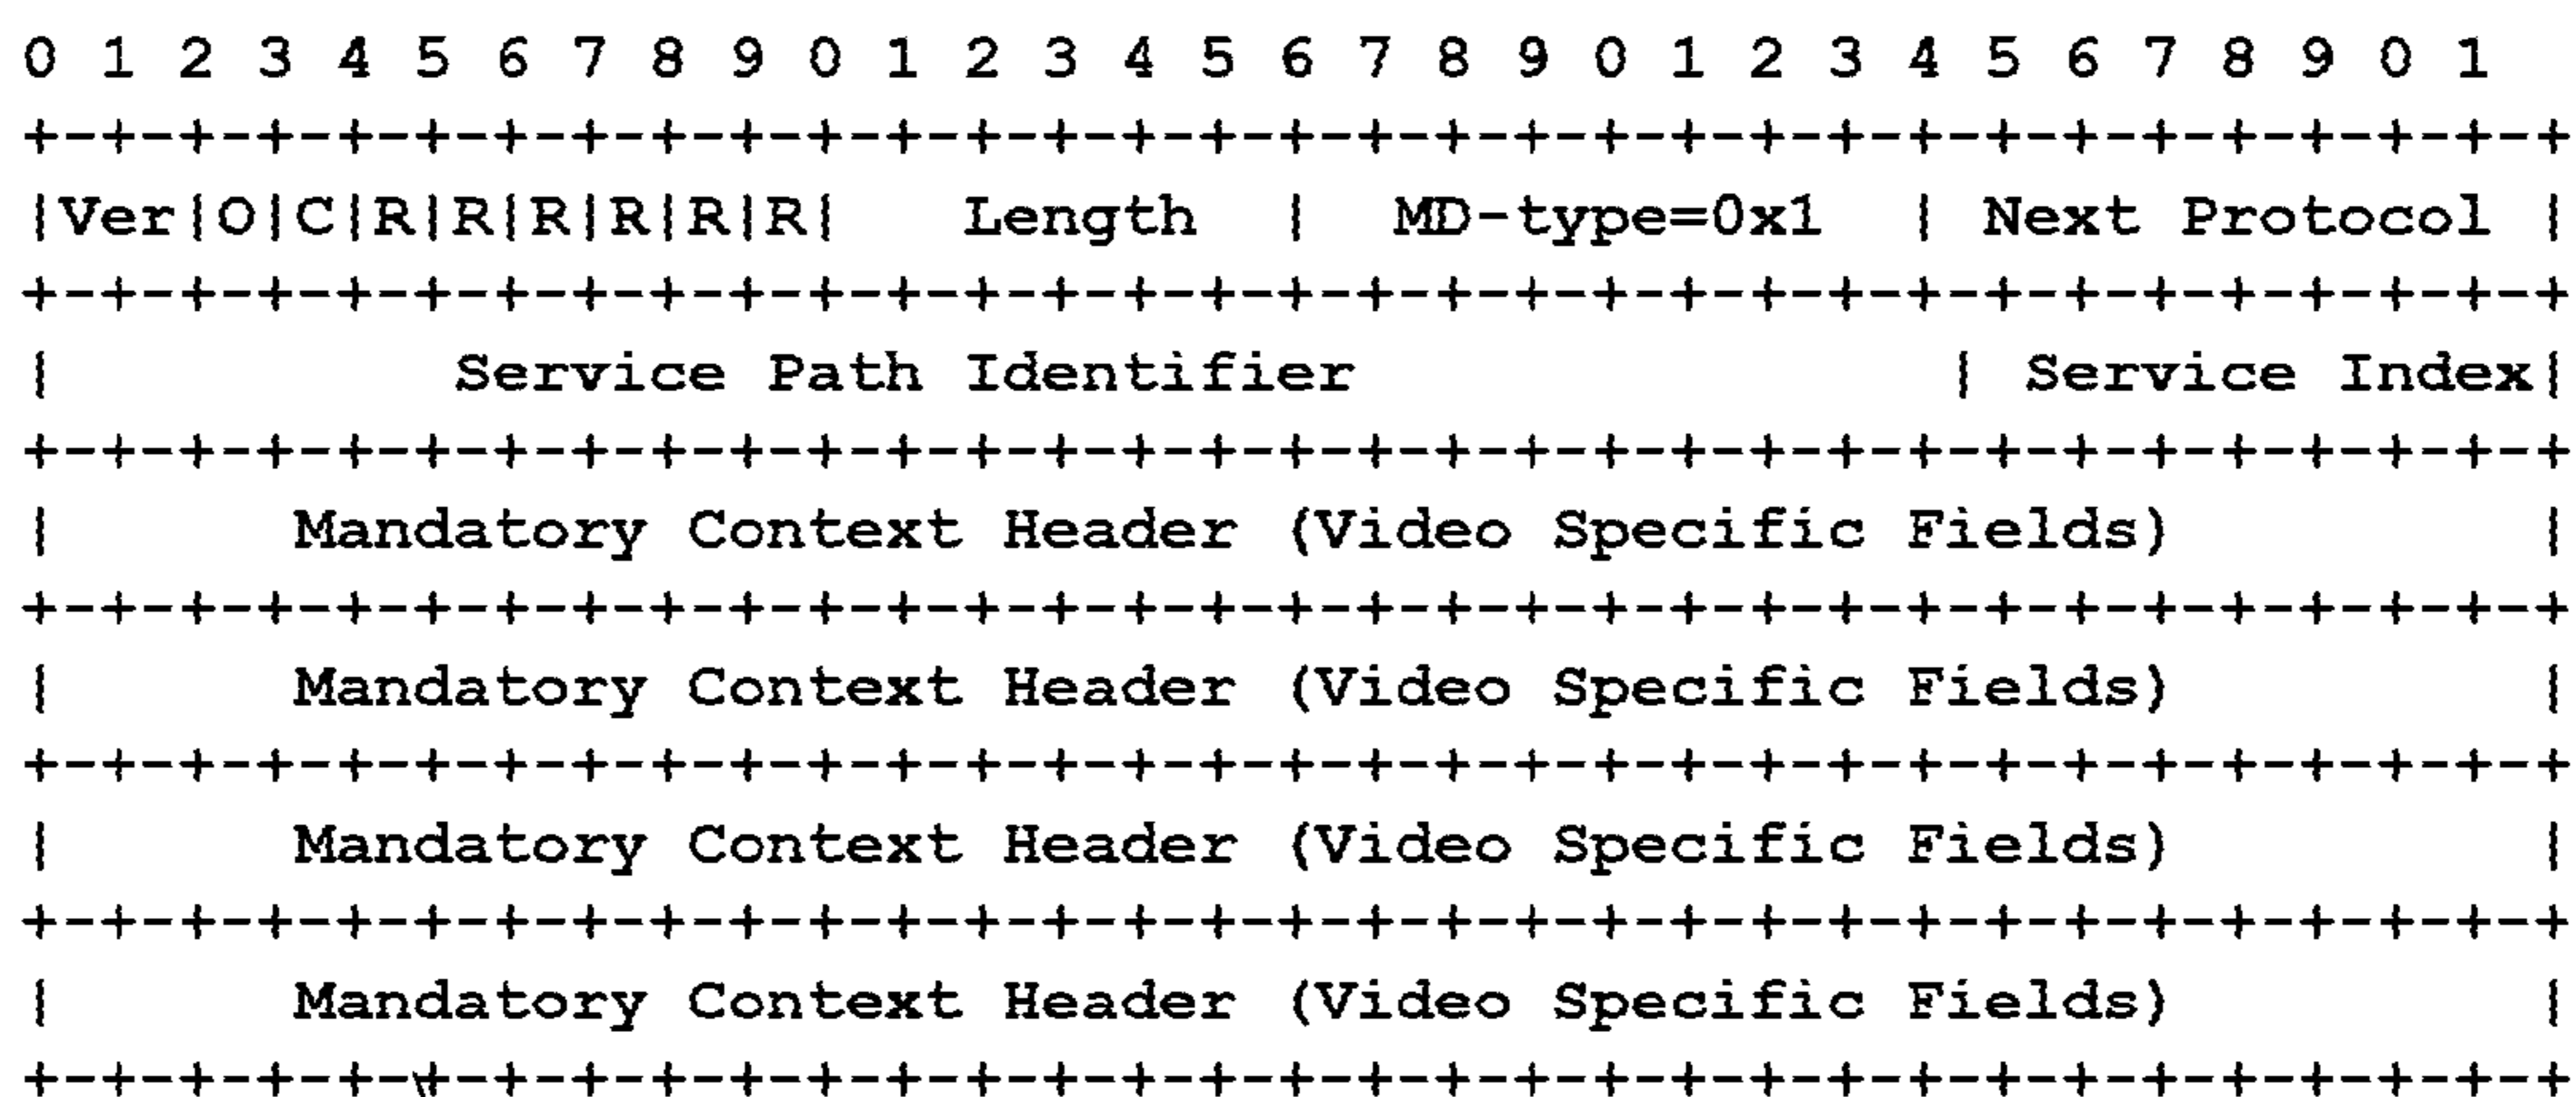 0 1 2 3 4 5 6 7 8 9 0 1 2 3 4 5 6 7 8 9 0 1 2 3 4 5 6 7 8 9 0 1
+-+-+-+-+-+-+-+-+-+-+-+-+-+-+-+-+-+-+-+-+-+-+-+-+-+-+-+-+-+-+-+-+
|Ver|O|C|R|R|R|R|R|R|   Length  |  MD-type=0x1  | Next Protocol |
+-+-+-+-+-+-+-+-+-+-+-+-+-+-+-+-+-+-+-+-+-+-+-+-+-+-+-+-+-+-+-+-+
|          Service Path Identifier               | Service Index|
+-+-+-+-+-+-+-+-+-+-+-+-+-+-+-+-+-+-+-+-+-+-+-+-+-+-+-+-+-+-+-+-+
|      Mandatory Context Header (Video Specific Fields)         |
+-+-+-+-+-+-+-+-+-+-+-+-+-+-+-+-+-+-+-+-+-+-+-+-+-+-+-+-+-+-+-+-+
|      Mandatory Context Header (Video Specific Fields)         |
+-+-+-+-+-+-+-+-+-+-+-+-+-+-+-+-+-+-+-+-+-+-+-+-+-+-+-+-+-+-+-+-+
|      Mandatory Context Header (Video Specific Fields)         |
+-+-+-+-+-+-+-+-+-+-+-+-+-+-+-+-+-+-+-+-+-+-+-+-+-+-+-+-+-+-+-+-+
|      Mandatory Context Header (Video Specific Fields)         |
+-+-+-+-+-+-+-+-+-+-+-+-+-+-+-+-+-+-+-+-+-+-+-+-+-+-+-+-+-+-+-+-+